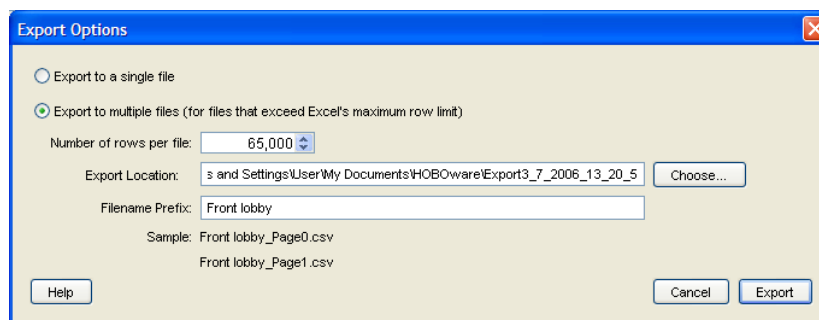 Export Options
Export to a single file
Export to multiple files (for files that exceed Excel's maximum row limit)
Number of rows per file: 65,000
Export Location: s and Settings\User\My Documents\HOBOware\Export3_7_2006_13_20_5 Choose...
Filename Prefix: Front lobby
Sample: Front lobby_Page0.csv
Front lobby_Page1.csv
Help Cancel Export